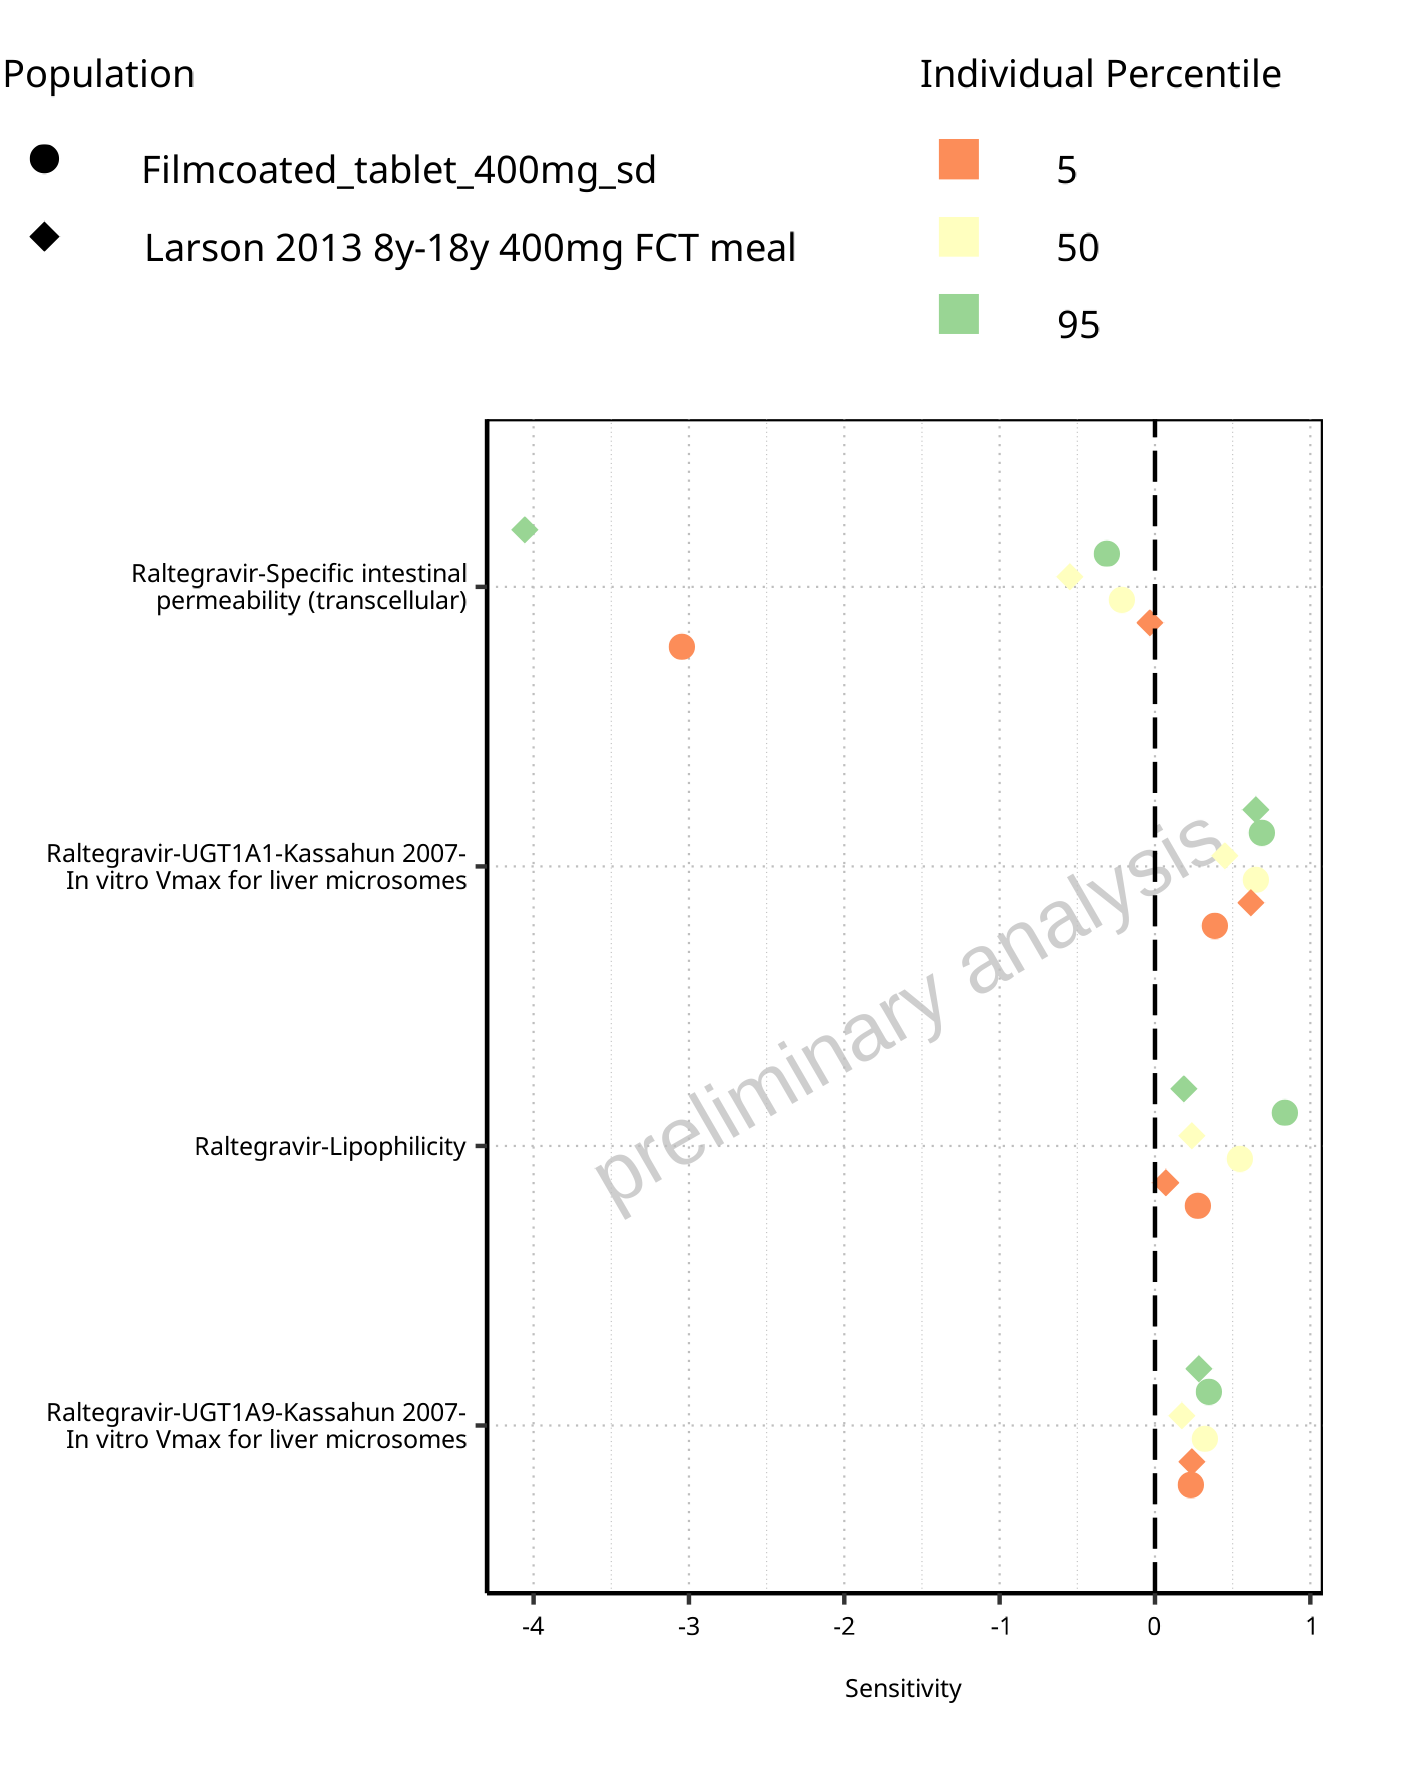 Population
Filmcoated_tablet_400mg_sd
Larson 2013 8y-18y 400mg FCT meal
Individual Percentile
5
50
95
Raltegravir-Specific intestinal
permeability (transcellular)
Raltegravir-UGT1A1-Kassahun 2007-
In vitro Vmax for liver microsomes
Raltegravir-Lipophilicity
Raltegravir-UGT1A9-Kassahun 2007-
In vitro Vmax for liver microsomes
preliminary analysis
-4 -3 -2 -1 0 1
Sensitivity